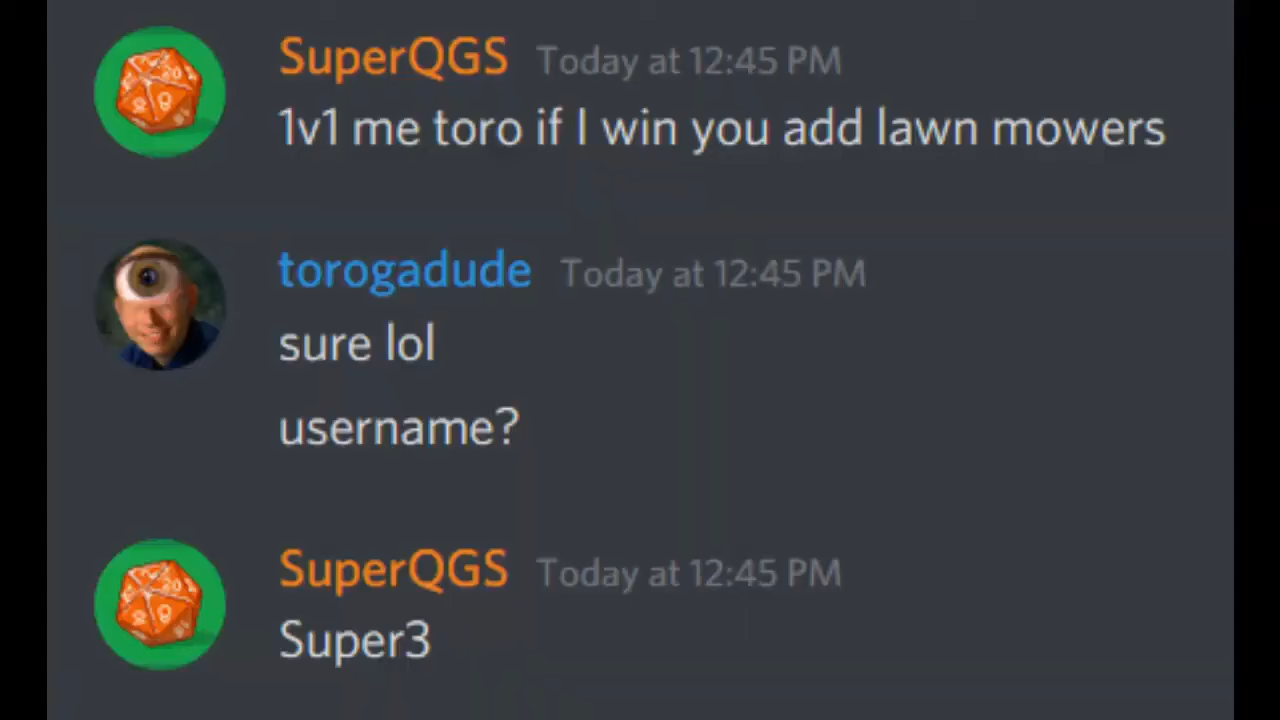 SuperQGS Today at 12:45 PM
1v1 me toro if I win you add lawn mowers
torogadude Today at 12:45 PM
sure lol
username?
SuperQGS Today at 12:45 PM
Super3